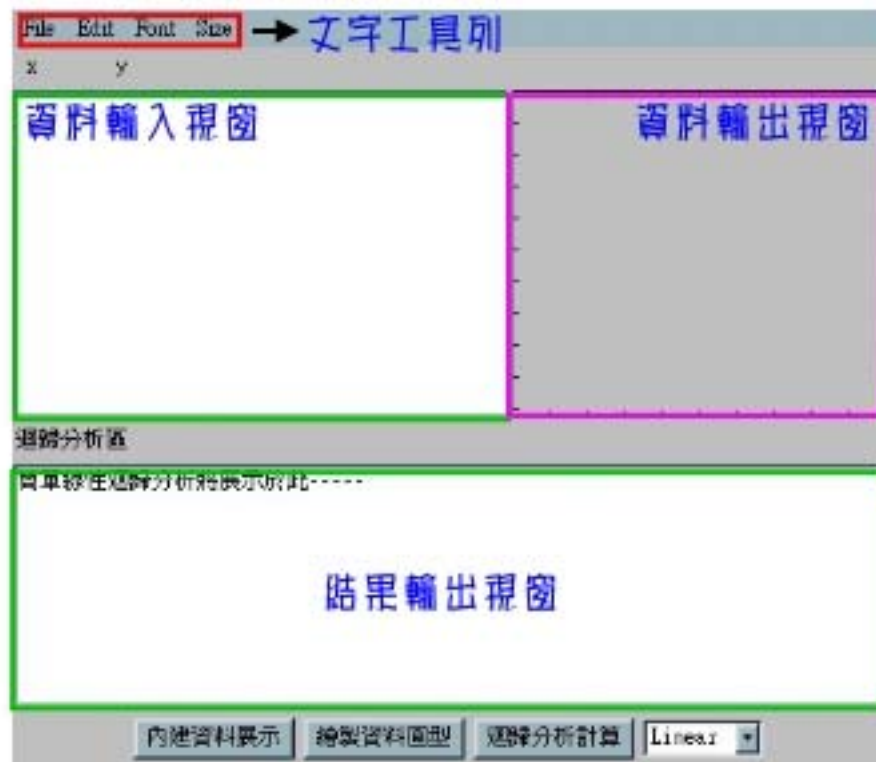 File Edit Font Size 文字工具列
x y
資料輸入視窗 資料輸出視窗
迴歸分析區
簡單線性迴歸分析將展示於此-----
結果輸出視窗
內建資料展示 繪製資料圖型 迴歸分析計算 Linear